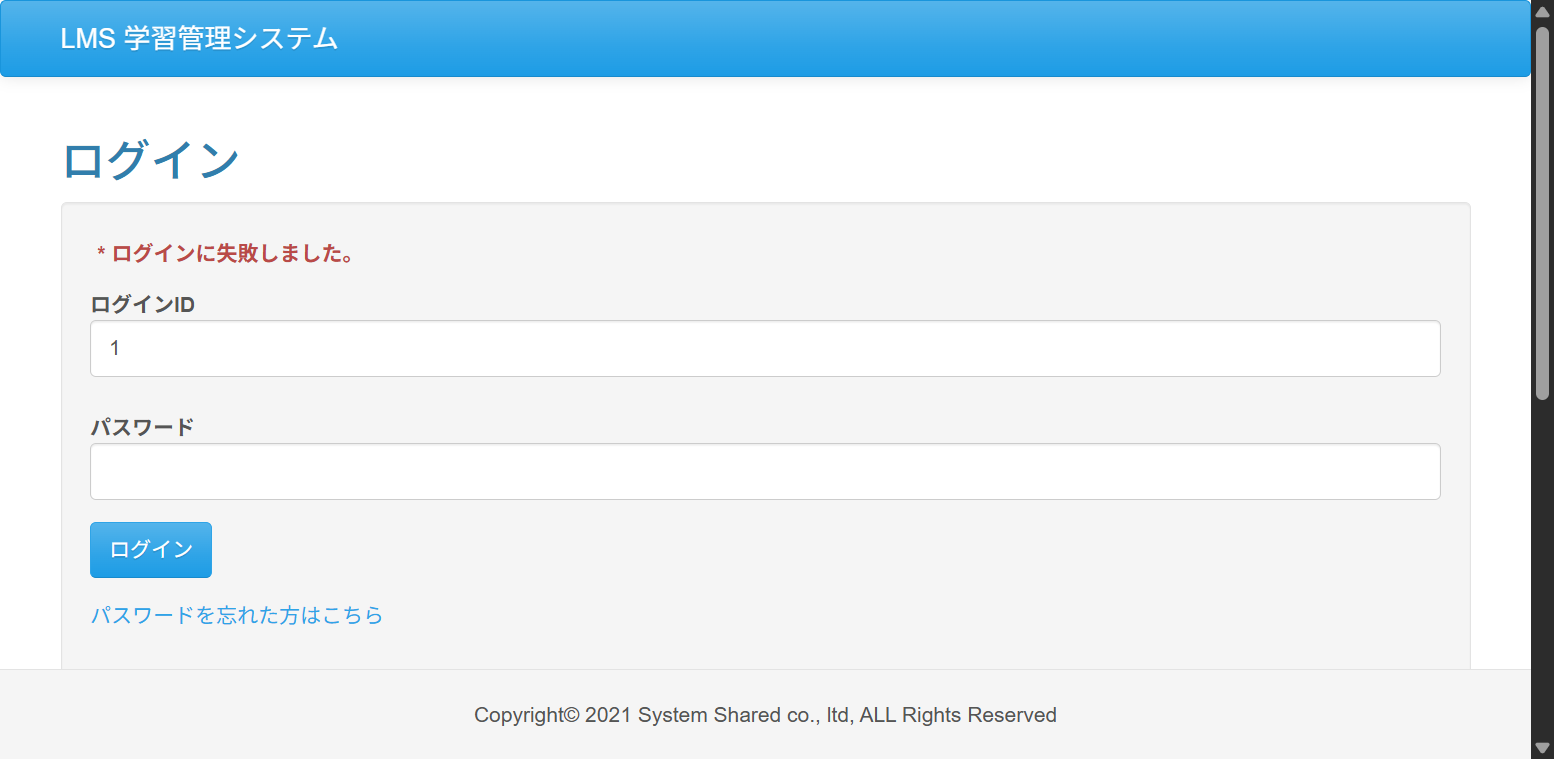 LMS 学習管理システム
ログイン
* ログインに失敗しました。
ログインID
1
パスワード
ログイン
パスワードを忘れた方はこちら
Copyright© 2021 System Shared co., ltd, ALL Rights Reserved